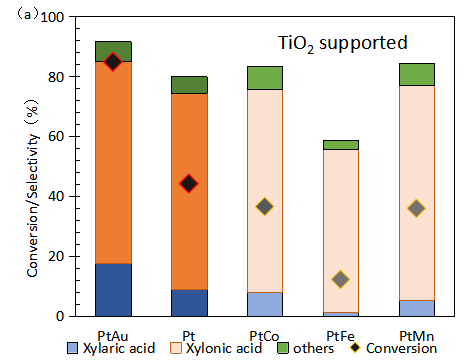 (a)
100
TiO2 supported
80
60
40
20
0
Conversion/Selectivity (%)
PtAu Pt PtCo PtFe PtMn
Xylaric acid Xylonic acid others Conversion